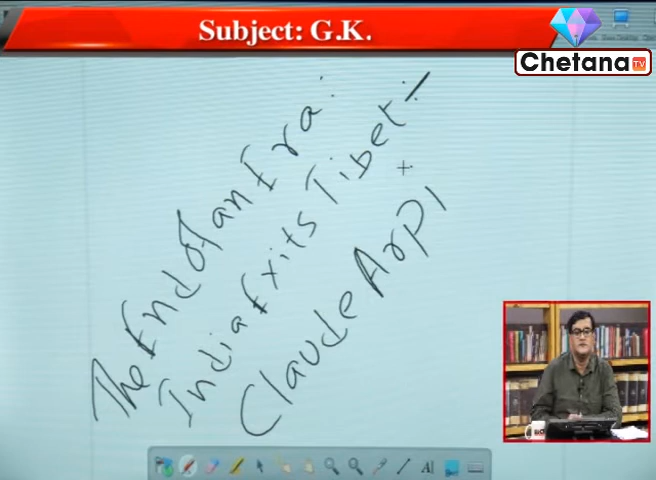 Subject: G.K.
Chetana TV
The End Of an Era:
India Exits Tibet:-
Claude Arpi